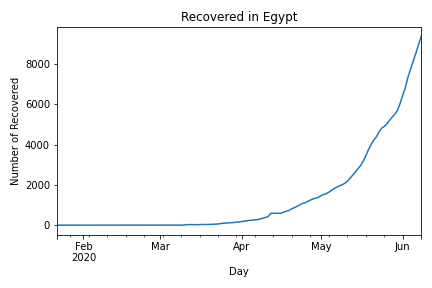 Recovered in Egypt
Number of Recovered
8000
6000
4000
2000
0
Feb
2020
Mar
Apr
May
Jun
Day